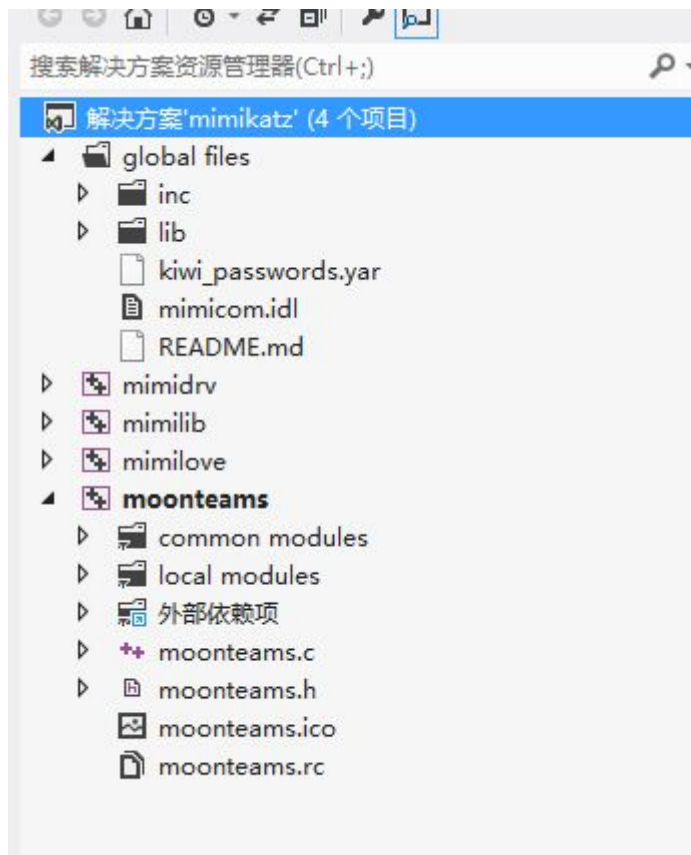 搜索解决方案资源管理器(Ctrl+;)
解决方案'mimikatz' (4 个项目)
global files
inc
lib
kiwi_passwords.yar
mimicom.idl
README.md
mimidrv
mimilib
mimilove
moonteams
common modules
local modules
外部依赖项
moonteams.c
moonteams.h
moonteams.ico
moonteams.rc